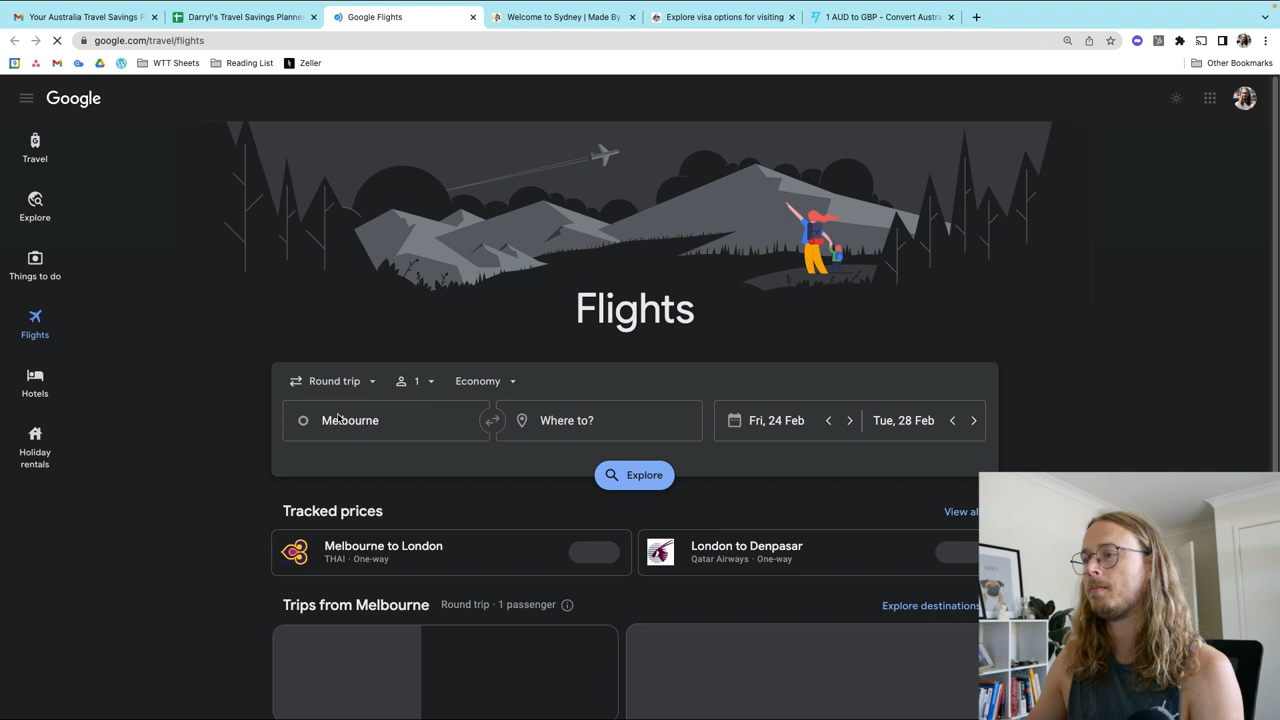 Your Australia Travel Savings P
Darryl's Travel Savings Planne
Google Flights
Welcome to Sydney | Made By
Explore visa options for visiting
1 AUD to GBP - Convert Austra
google.com/travel/flights
WTT Sheets
Reading List
Zeller
Other Bookmarks
Google
Travel
Explore
Things to do
Flights
Hotels
Holiday
rentals
Flights
Round trip
1
Economy
Melbourne
Where to?
Fri, 24 Feb
Tue, 28 Feb
Explore
Tracked prices
View al
Melbourne to London
THAI · One-way
London to Denpasar
Qatar Airways · One-way
Trips from Melbourne
Round trip · 1 passenger
Explore destinations